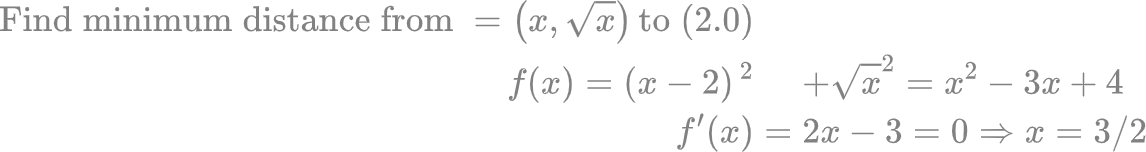 Find minimum distance from = (x, √x) to (2.0)
f(x) = (x − 2)² + √x² = x² − 3x + 4
f′(x) = 2x − 3 = 0 ⇒ x = 3/2